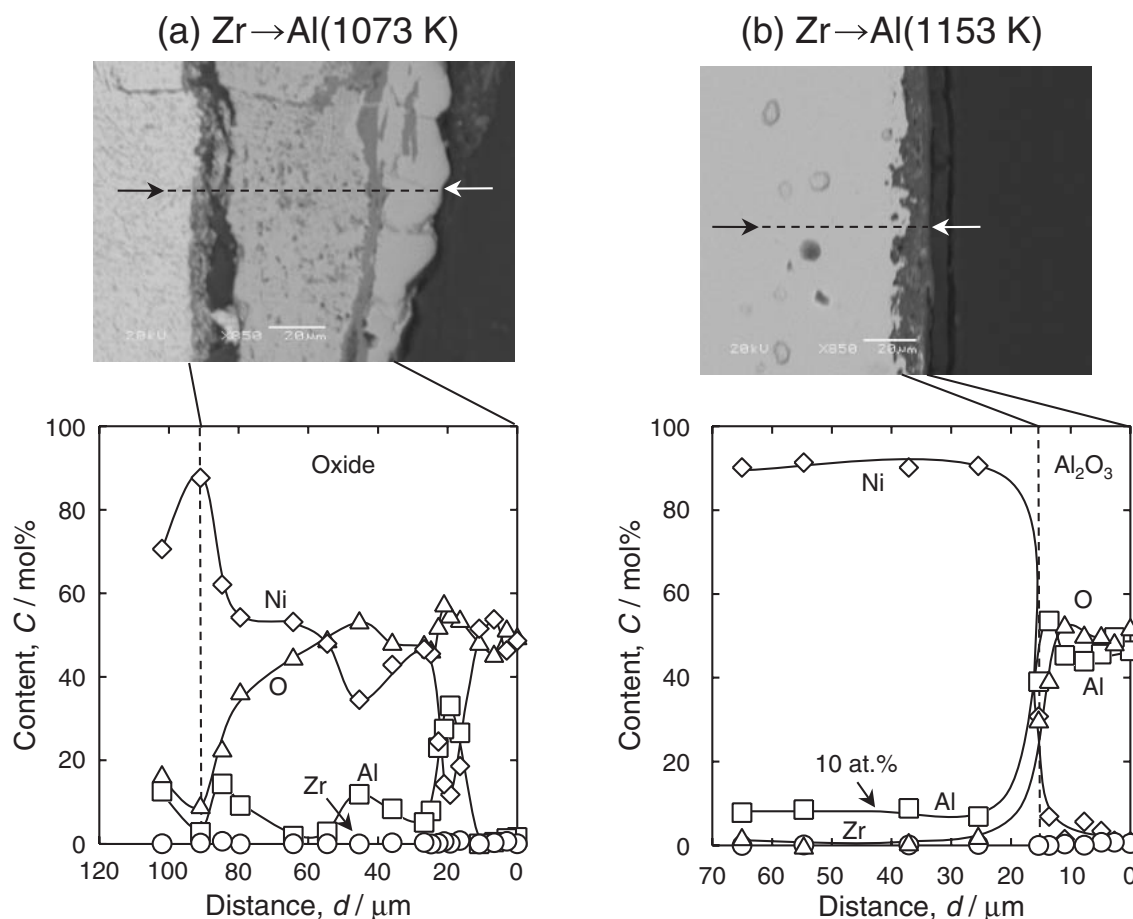 (a) Zr→Al(1073 K)
20kV X850 20μm
100
80
60
40
20
0
Content, C / mol%
Oxide
Ni
O
Zr
Al
120 100 80 60 40 20 0
Distance, d / μm
(b) Zr→Al(1153 K)
20kV X850 20μm
100
80
60
40
20
0
Content, C / mol%
Al₂O₃
Ni
O
Al
10 at.%
Al
Zr
70 60 50 40 30 20 10 0
Distance, d / μm